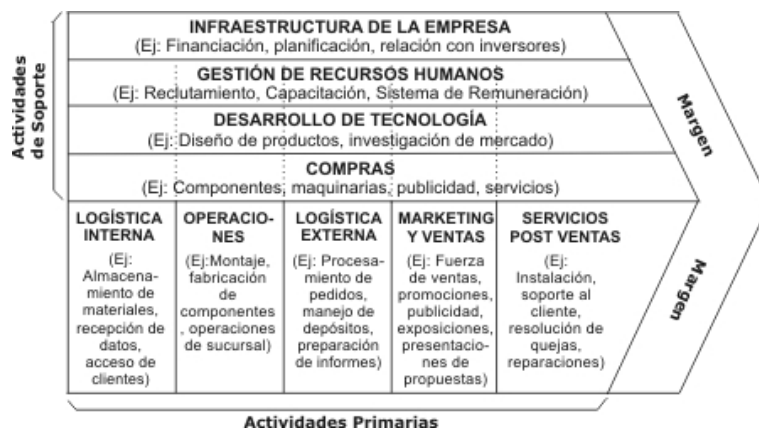 INFRAESTRUCTURA DE LA EMPRESA
(Ej: Financiación, planificación, relación con inversores)
GESTIÓN DE RECURSOS HUMANOS
(Ej: Reclutamiento, Capacitación, Sistema de Remuneración)
DESARROLLO DE TECNOLOGÍA
(Ej: Diseño de productos, investigación de mercado)
COMPRAS
(Ej: Componentes, maquinarias, publicidad, servicios)
Actividades
de Soporte
Margen
LOGÍSTICA
INTERNA
(Ej:
Almacena-
miento de
materiales,
recepción de
datos,
acceso de
clientes)
OPERACIO-
NES
(Ej:Montaje,
fabricación
de
componentes
, operaciones
de sucursal)
LOGÍSTICA
EXTERNA
(Ej: Procesa-
miento de
pedidos,
manejo de
depósitos,
preparación
de informes)
MARKETING
Y VENTAS
(Ej: Fuerza
de ventas,
promociones,
publicidad,
exposiciones,
presentacio-
nes de
propuestas)
SERVICIOS
POST VENTAS
(Ej:
Instalación,
soporte al
cliente,
resolución de
quejas,
reparaciones)
Margen
Actividades Primarias